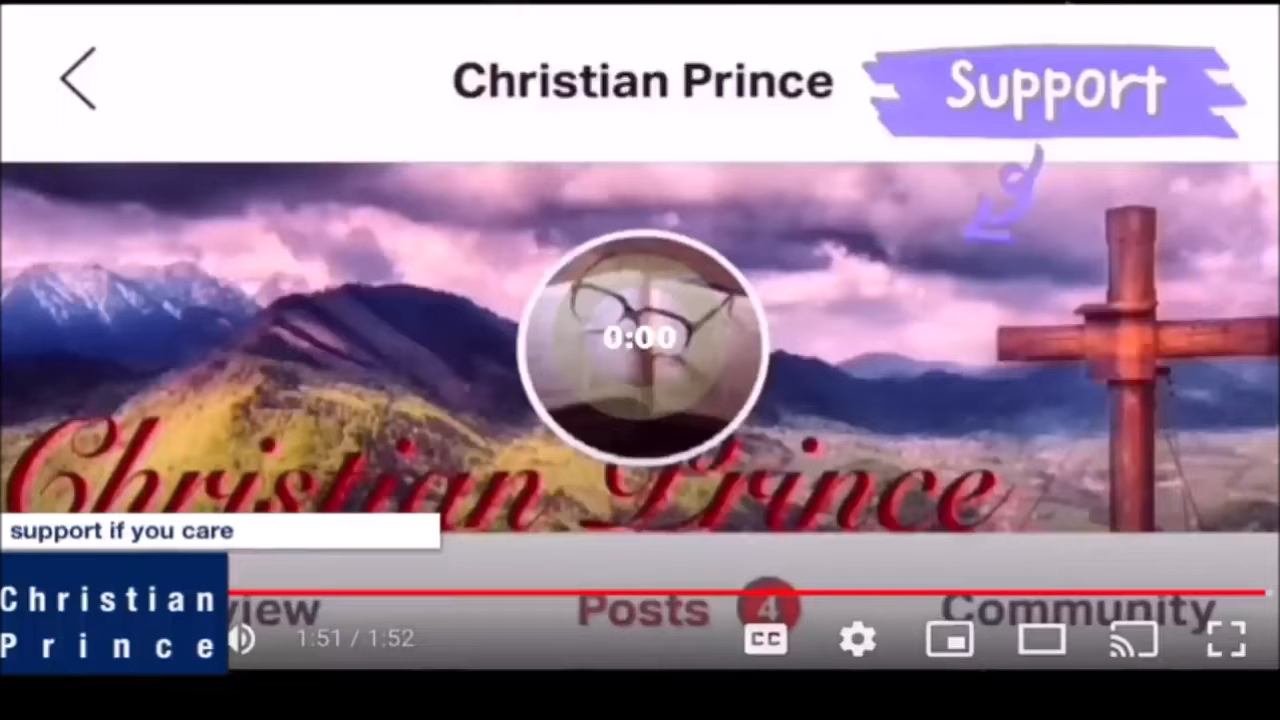 Christian Prince
Support
0:00
Christian Prince
support if you care
Christian
Prince
view
Posts
4
Community
1:51 / 1:52
CC